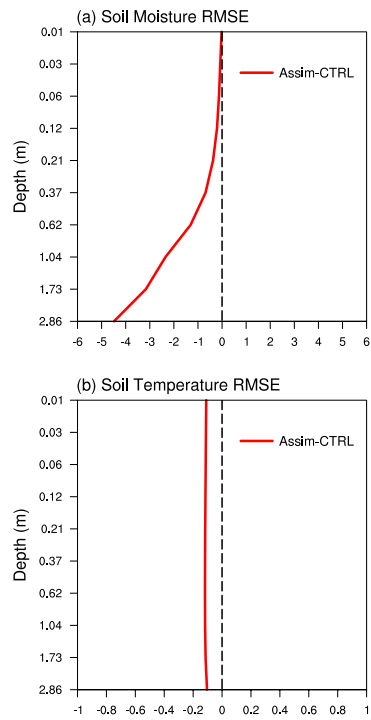 (a) Soil Moisture RMSE
0.01
0.03
Assim-CTRL
0.06
0.12
0.21
0.37
0.62
1.04
1.73
2.86
Depth (m)
-6 -5 -4 -3 -2 -1 -0 1 2 3 4 5 6
(b) Soil Temperature RMSE
0.01
0.03
Assim-CTRL
0.06
0.12
0.21
0.37
0.62
1.04
1.73
2.86
Depth (m)
-1 -0.8 -0.6 -0.4 -0.2 0 0.2 0.4 0.6 0.8 1